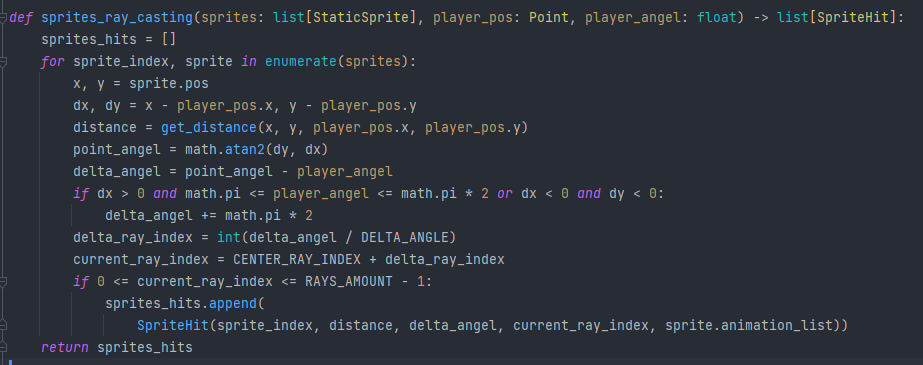 def sprites_ray_casting(sprites: list[StaticSprite], player_pos: Point, player_angel: float) -> list[SpriteHit]:
    sprites_hits = []
    for sprite_index, sprite in enumerate(sprites):
        x, y = sprite.pos
        dx, dy = x - player_pos.x, y - player_pos.y
        distance = get_distance(x, y, player_pos.x, player_pos.y)
        point_angel = math.atan2(dy, dx)
        delta_angel = point_angel - player_angel
        if dx > 0 and math.pi <= player_angel <= math.pi * 2 or dx < 0 and dy < 0:
            delta_angel += math.pi * 2
        delta_ray_index = int(delta_angel / DELTA_ANGLE)
        current_ray_index = CENTER_RAY_INDEX + delta_ray_index
        if 0 <= current_ray_index <= RAYS_AMOUNT - 1:
            sprites_hits.append(
                SpriteHit(sprite_index, distance, delta_angel, current_ray_index, sprite.animation_list))
    return sprites_hits